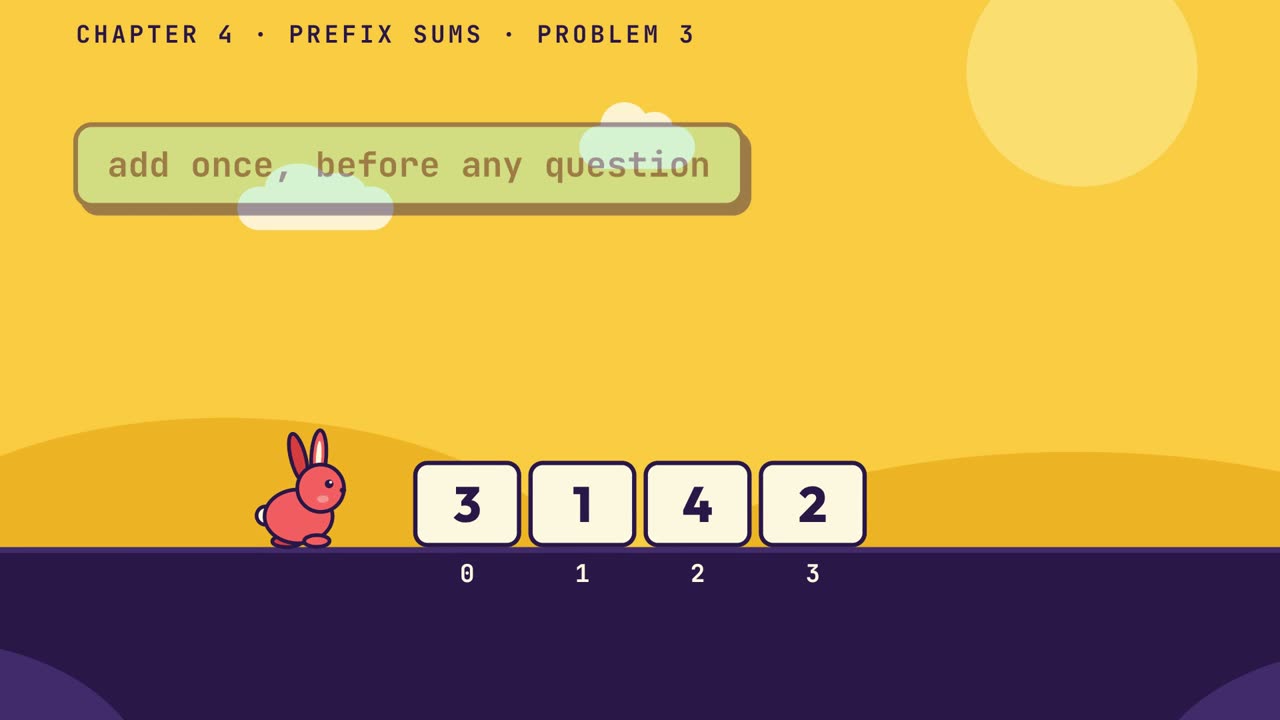 CHAPTER 4 · PREFIX SUMS · PROBLEM 3
add once, before any question
3 1 4 2
0 1 2 3